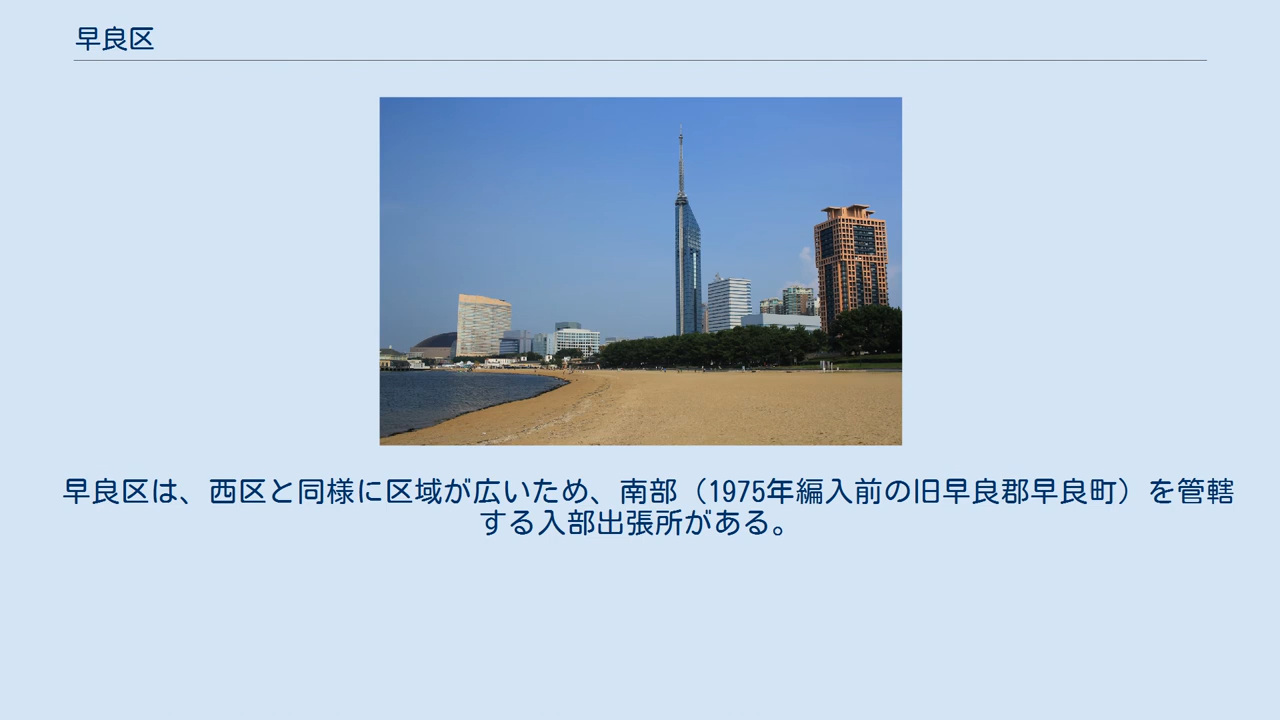 早良区
早良区は、西区と同様に区域が広いため、南部（1975年編入前の旧早良郡早良町）を管轄
する入部出張所がある。